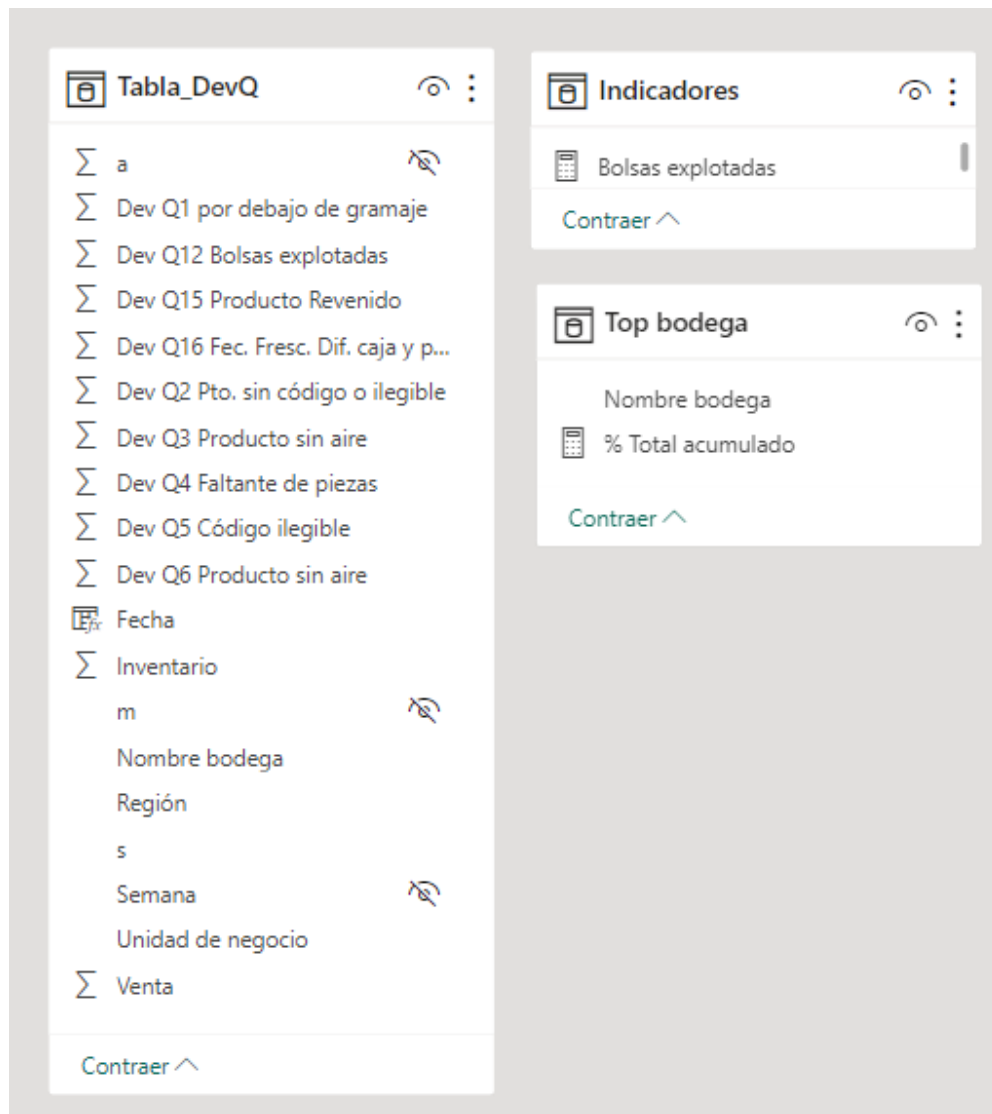 Tabla_DevQ
a
Dev Q1 por debajo de gramaje
Dev Q12 Bolsas explotadas
Dev Q15 Producto Revenido
Dev Q16 Fec. Fresc. Dif. caja y p...
Dev Q2 Pto. sin código o ilegible
Dev Q3 Producto sin aire
Dev Q4 Faltante de piezas
Dev Q5 Código ilegible
Dev Q6 Producto sin aire
Fecha
Inventario
m
Nombre bodega
Región
s
Semana
Unidad de negocio
Venta
Contraer
Indicadores
Bolsas explotadas
Contraer
Top bodega
Nombre bodega
% Total acumulado
Contraer